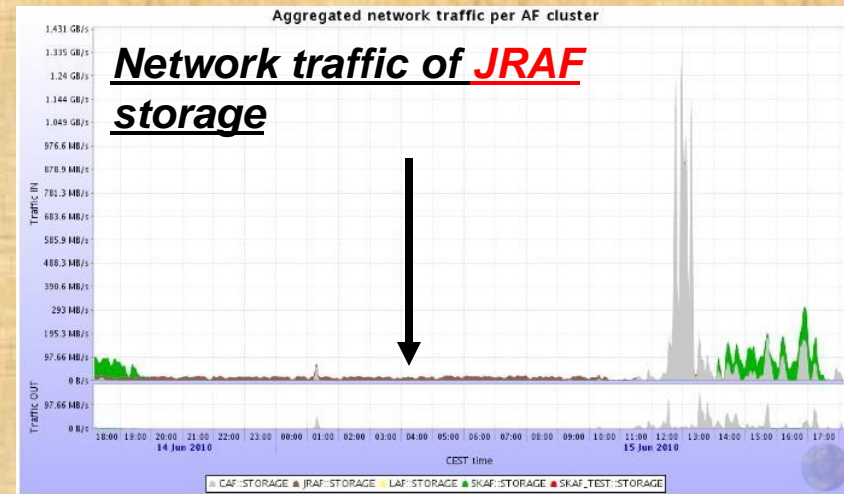 Aggregated network traffic per AF cluster
Network traffic of JRAF
storage
1.431 GB/s
1.335 GB/s
1.24 GB/s
1.144 GB/s
1.049 GB/s
976.6 MB/s
878.9 MB/s
781.3 MB/s
683.6 MB/s
585.9 MB/s
488.3 MB/s
390.6 MB/s
293 MB/s
195.3 MB/s
97.66 MB/s
0 B/s
Traffic IN
97.66 MB/s
0 B/s
Traffic OUT
18:00 19:00 20:00 21:00 22:00 23:00 00:00 01:00 02:00 03:00 04:00 05:00 06:00 07:00 08:00 09:00 10:00 11:00 12:00 13:00 14:00 15:00 16:00 17:00
14 Jun 2010 15 Jun 2010
CEST time
CAF::STORAGE JRAF::STORAGE LAF::STORAGE SKAF::STORAGE SKAF_TEST::STORAGE